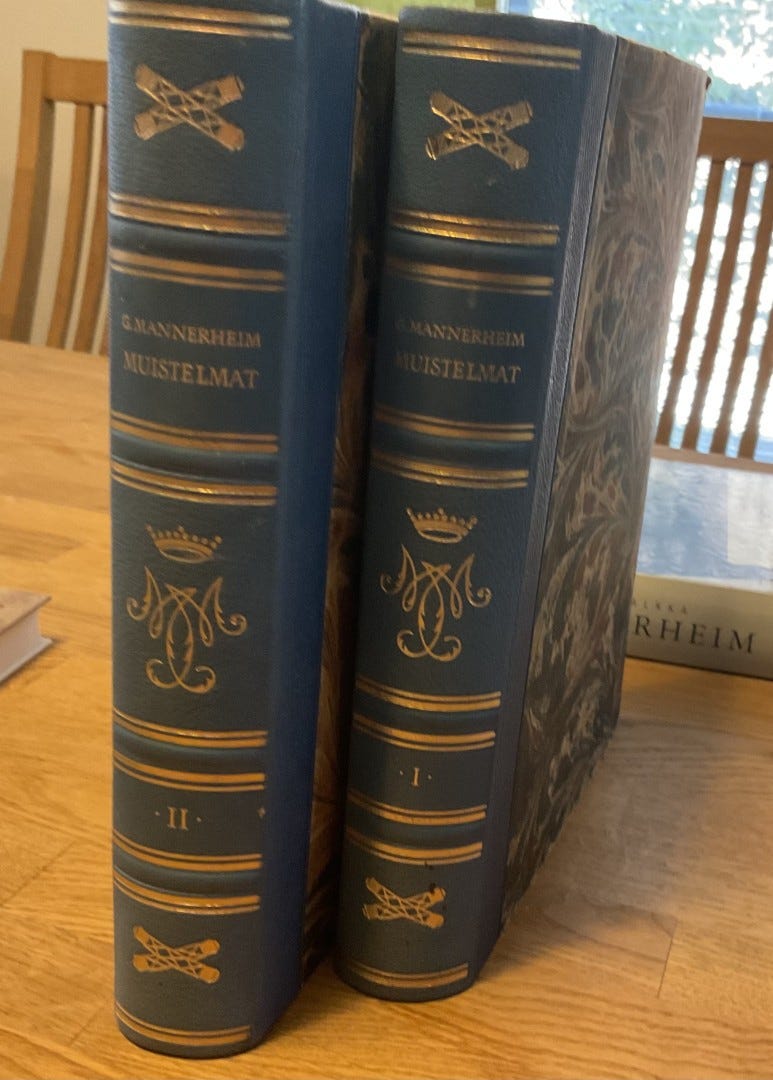 G. MANNERHEIM
MUISTELMAT
· II ·
G. MANNERHEIM
MUISTELMAT
· I ·
RHEIM